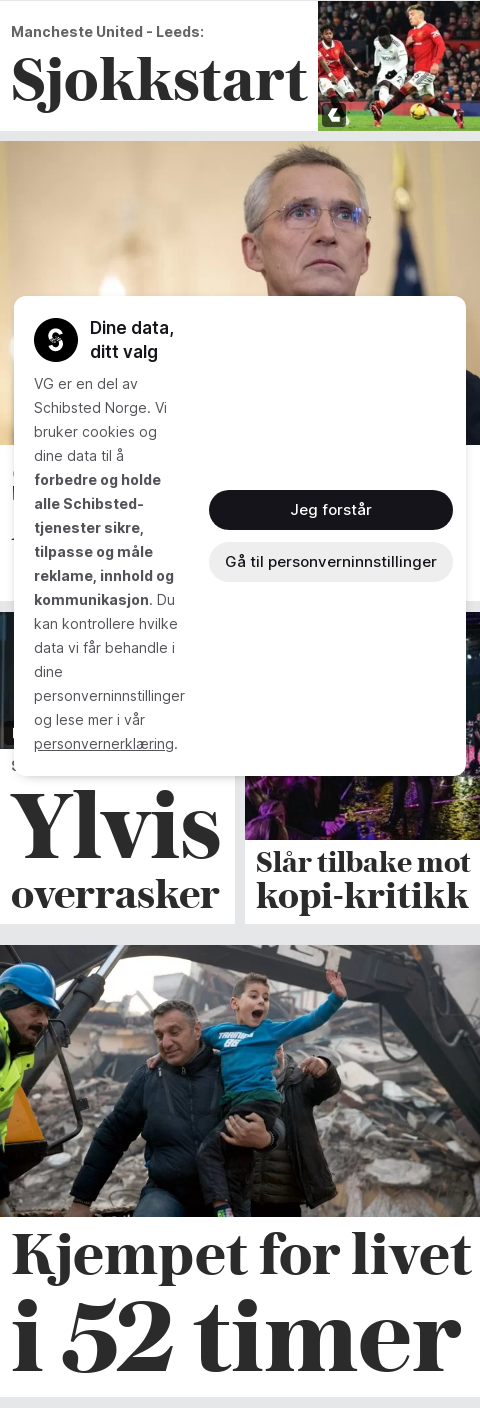 Mancheste United - Leeds:
Sjokkstart
Dine data,
ditt valg
VG er en del av
Schibsted Norge. Vi
bruker cookies og
dine data til å
forbedre og holde
alle Schibsted-
tjenester sikre,
tilpasse og måle
reklame, innhold og
kommunikasjon. Du
kan kontrollere hvilke
data vi får behandle i
dine
personverninnstillinger
og lese mer i vår
personvernerklæring.
Jeg forstår
Gå til personverninnstillinger
Ylvis
overrasker
Slår tilbake mot
kopi-kritikk
Kjempet for livet
i 52 timer